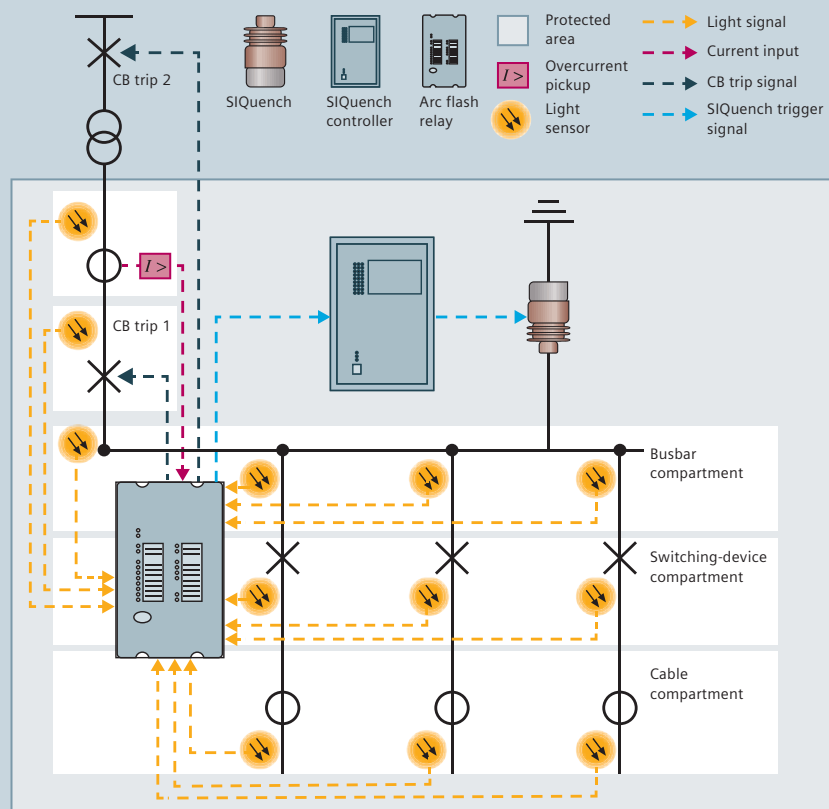 CB trip 2
SIQuench
SIQuench
controller
Arc flash
relay
Protected
area
I >
Overcurrent
pickup
Light
sensor
Light signal
Current input
CB trip signal
SIQuench trigger
signal
I >
CB trip 1
Busbar
compartment
Switching-device
compartment
Cable
compartment